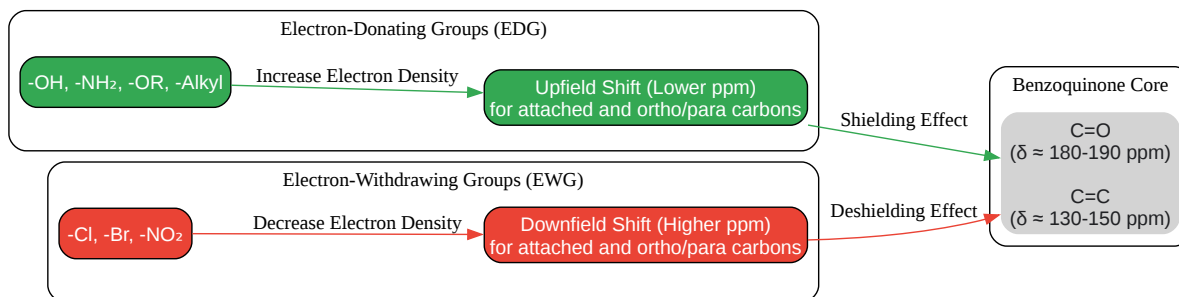 Electron-Donating Groups (EDG)
-OH, -NH₂, -OR, -Alkyl
Increase Electron Density
Upfield Shift (Lower ppm)
for attached and ortho/para carbons
Shielding Effect
Electron-Withdrawing Groups (EWG)
-Cl, -Br, -NO₂
Decrease Electron Density
Downfield Shift (Higher ppm)
for attached and ortho/para carbons
Deshielding Effect
Benzoquinone Core
C=O
(δ ≈ 180-190 ppm)
C=C
(δ ≈ 130-150 ppm)